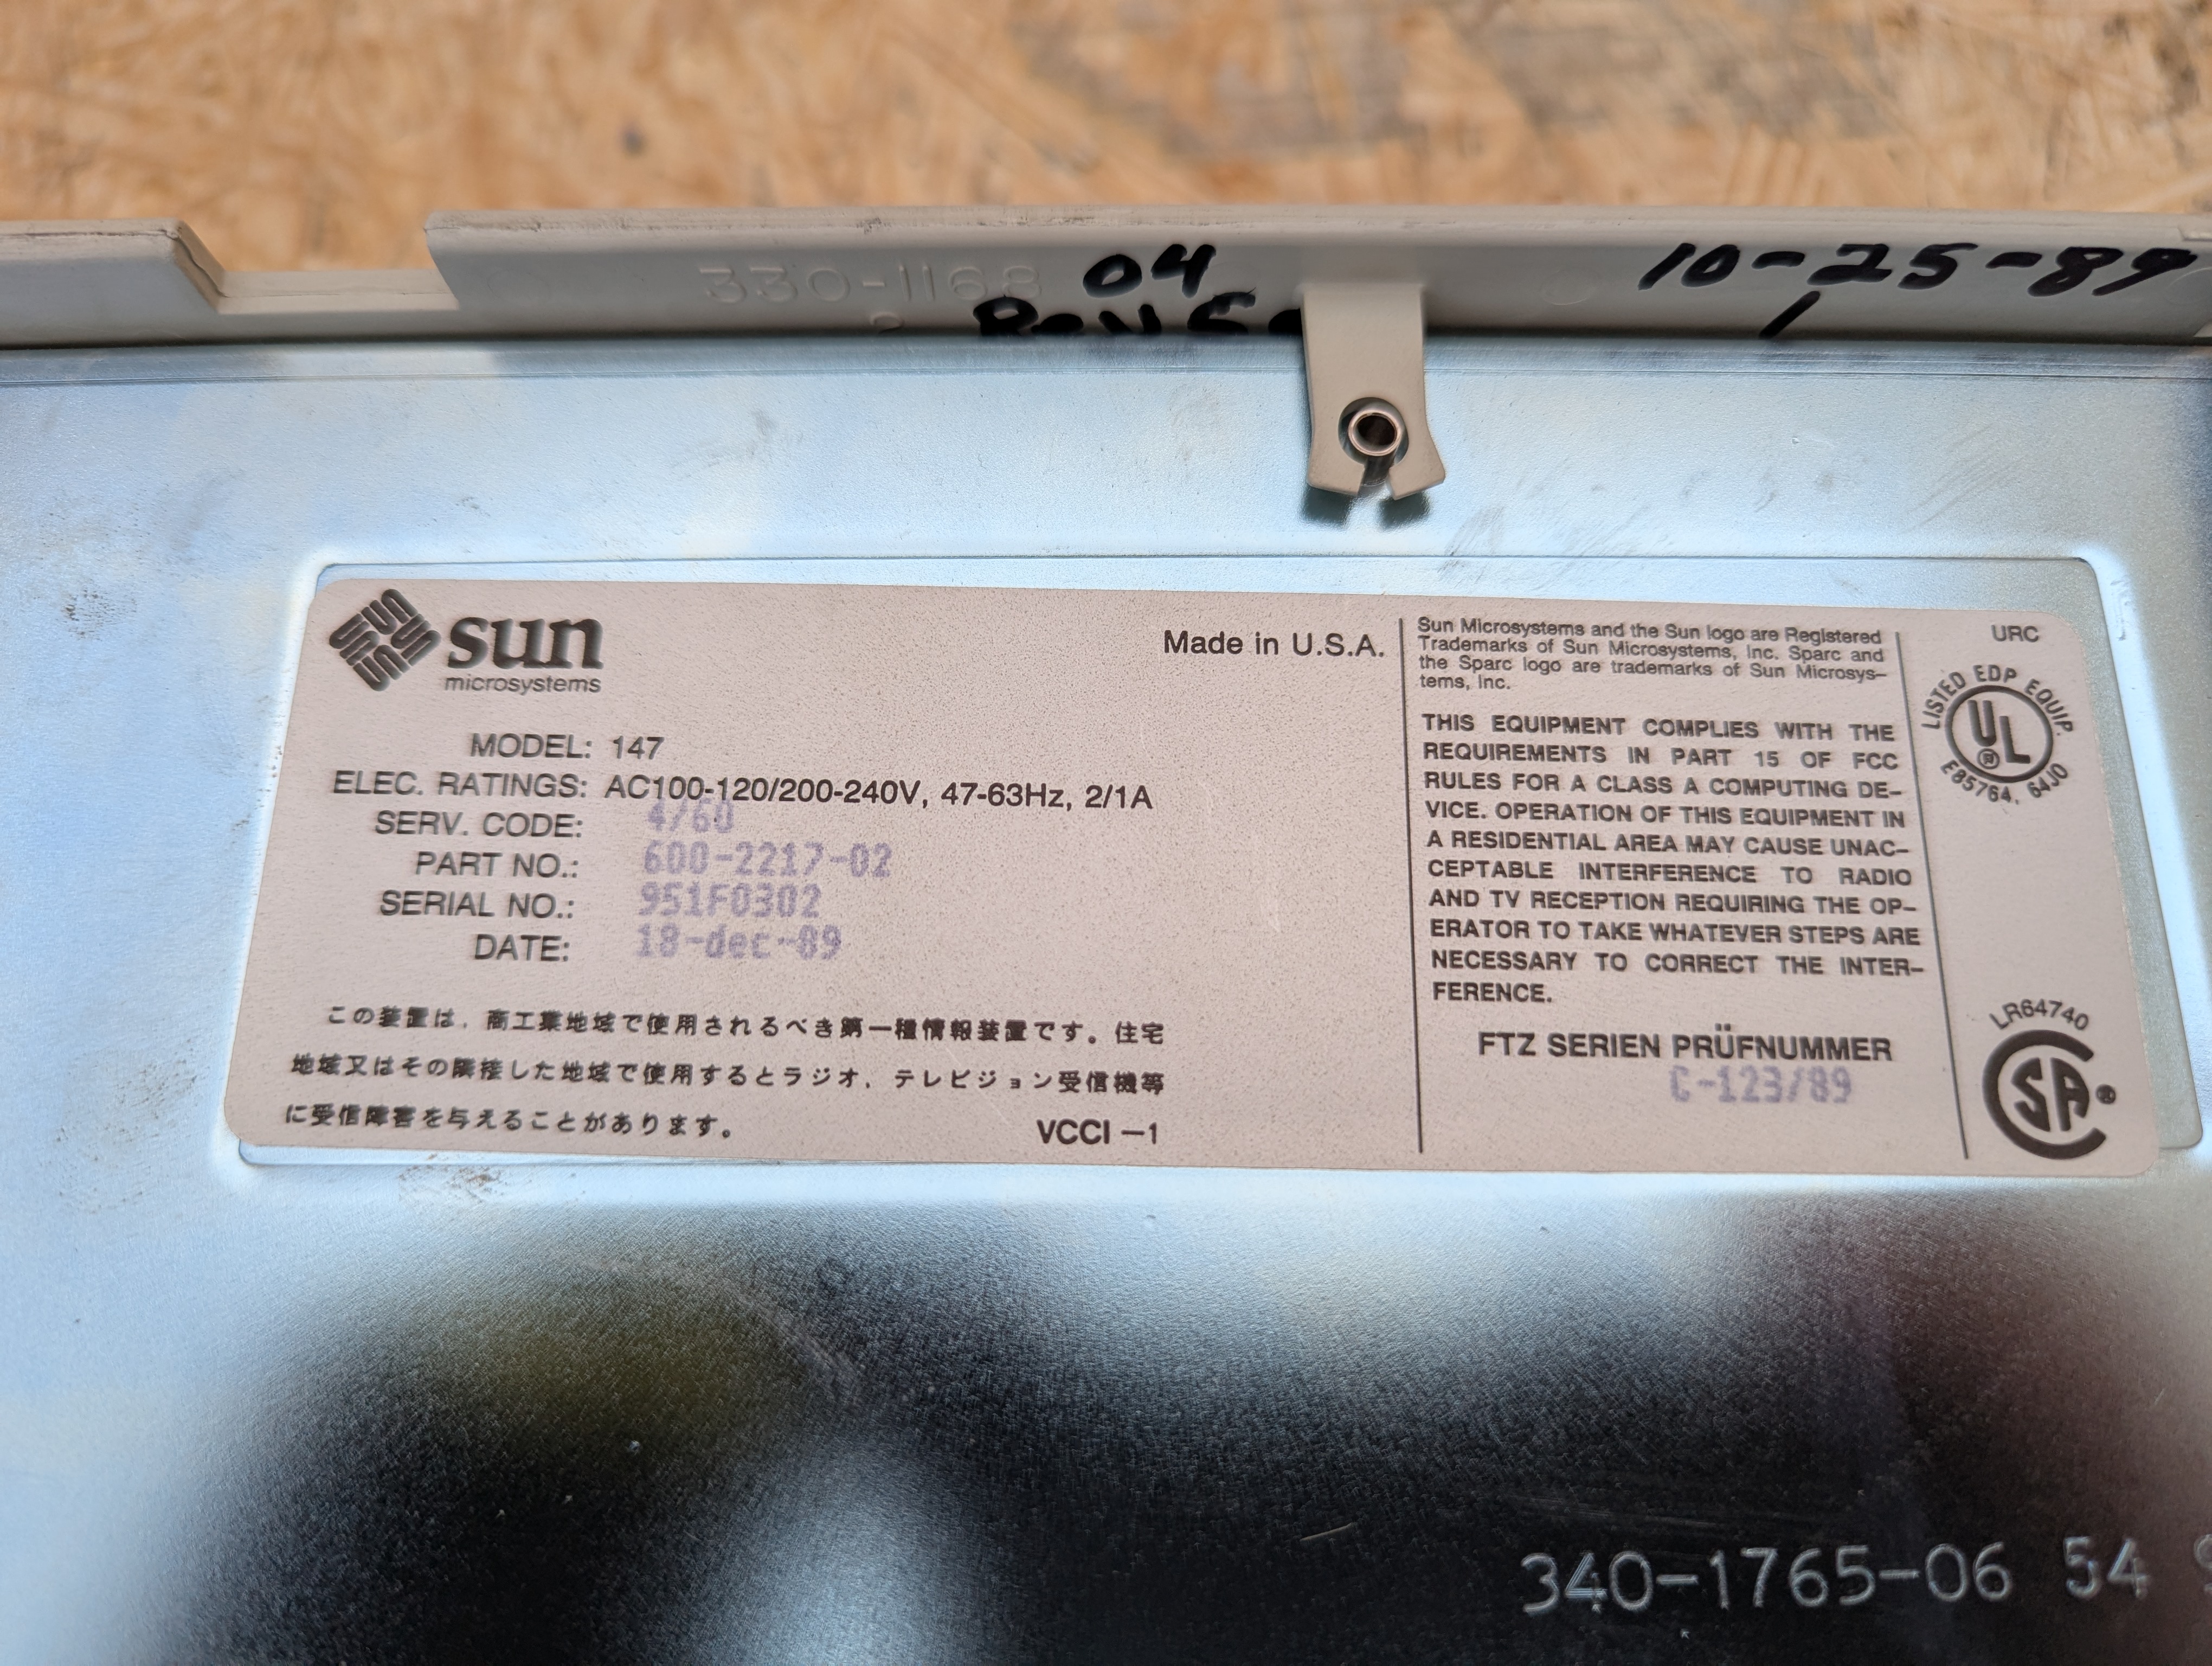 330-1168
04
10-25-89
sun
microsystems
Made in U.S.A.
MODEL: 147
ELEC. RATINGS: AC100-120/200-240V, 47-63Hz, 2/1A
SERV. CODE: 4/60
PART NO.: 600-2217-02
SERIAL NO.: 951F0302
DATE: 18-dec-89
この装置は，商工業地域で使用されるべき第一種情報装置です。住宅
地域又はその隣接した地域で使用するとラジオ，テレビジョン受信機等
に受信障害を与えることがあります。
VCCI －1
Sun Microsystems and the Sun logo are Registered
Trademarks of Sun Microsystems, Inc. Sparc and
the Sparc logo are trademarks of Sun Microsys-
tems, Inc.
THIS EQUIPMENT COMPLIES WITH THE
REQUIREMENTS IN PART 15 OF FCC
RULES FOR A CLASS A COMPUTING DE-
VICE. OPERATION OF THIS EQUIPMENT IN
A RESIDENTIAL AREA MAY CAUSE UNAC-
CEPTABLE INTERFERENCE TO RADIO
AND TV RECEPTION REQUIRING THE OP-
ERATOR TO TAKE WHATEVER STEPS ARE
NECESSARY TO CORRECT THE INTER-
FERENCE.
FTZ SERIEN PRÜFNUMMER
C-123/89
URC
LISTED EDP EQUIP.
UL®
E85764, 64J0
LR64740
SA®
340-1765-06 54